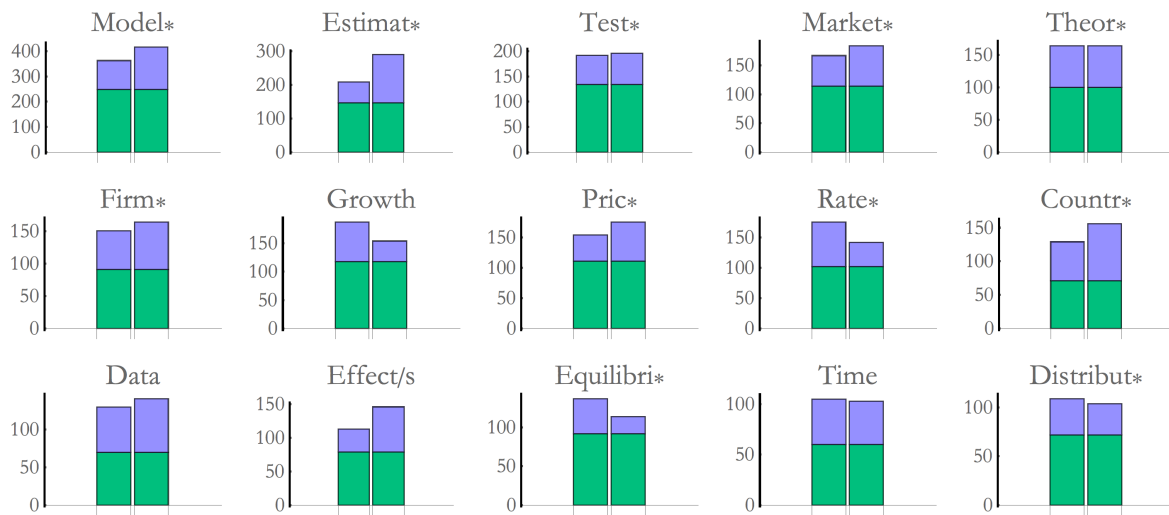 Model* Estimat* Test* Market* Theor*
400 300 200 150 150
300 200 150 100 100
200 100 100 50 50
100 0 50 0 0
0 0
Firm* Growth Pric* Rate* Countr*
150 150 150 150 150
100 100 100 100 100
50 50 50 50 50
0 0 0 0 0
Data Effect/s Equilibri* Time Distribut*
100 150 100 100 100
50 100 50 50 50
0 50 0 0 0
0